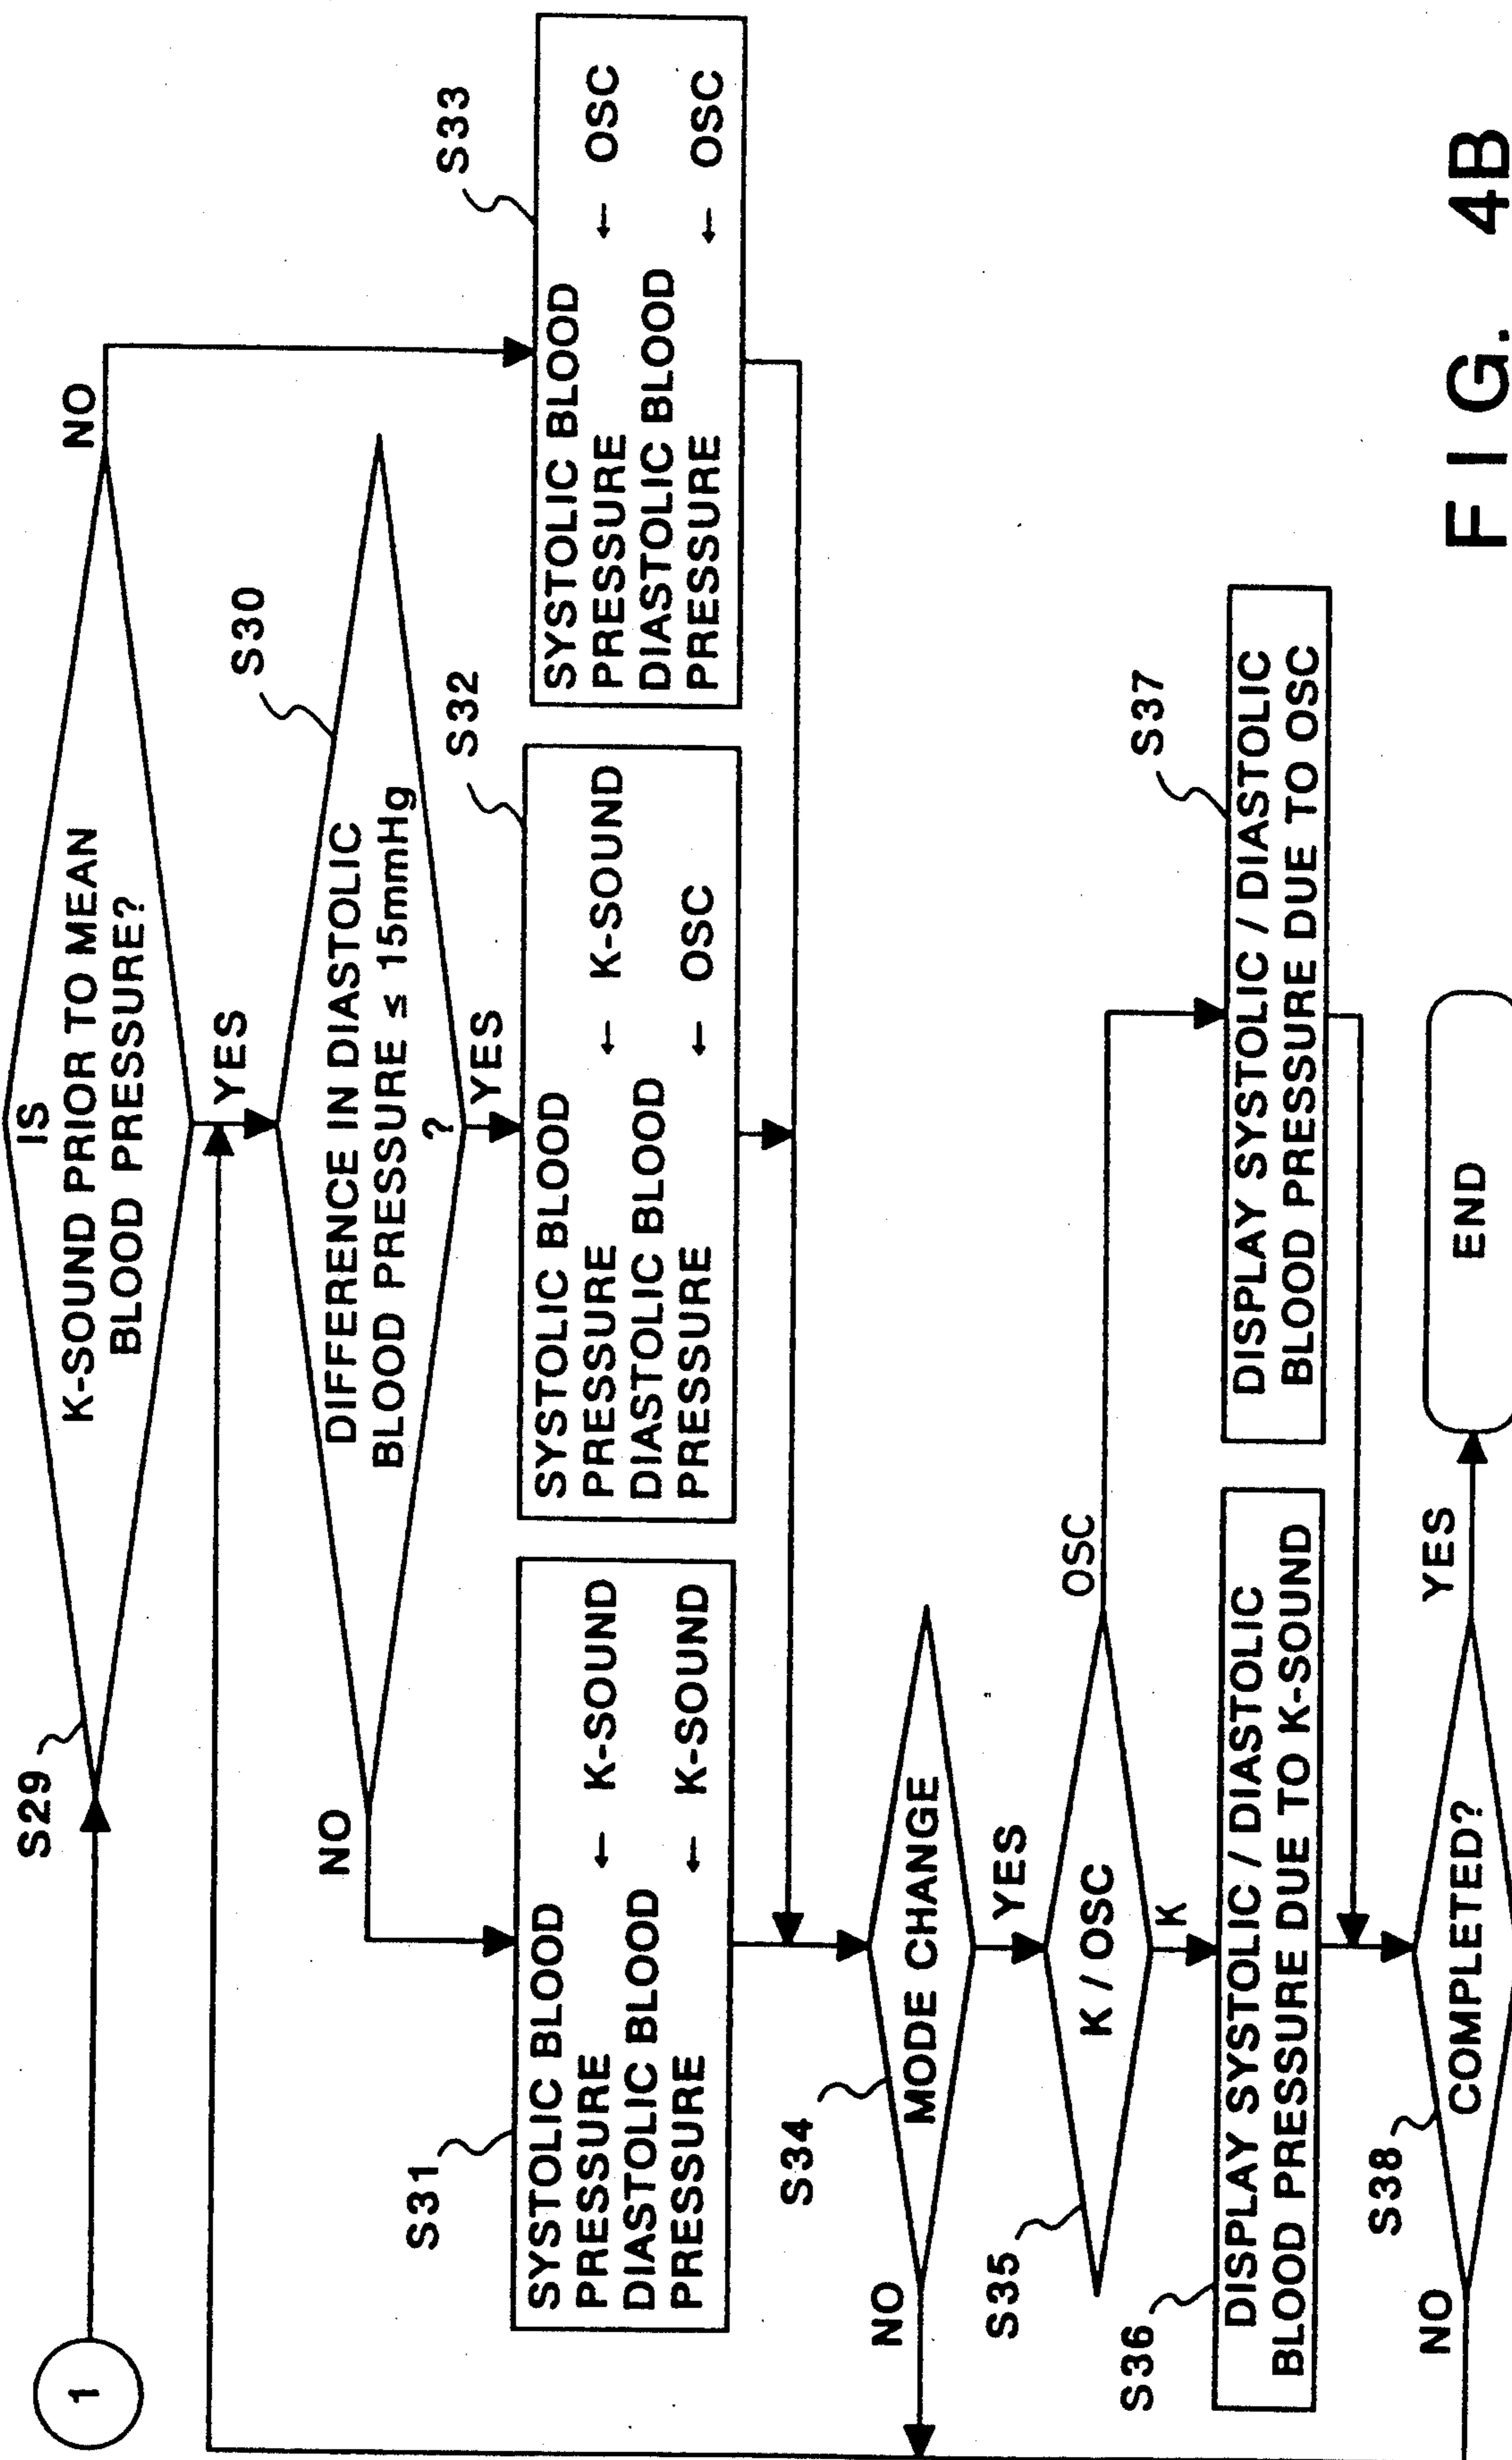 1
S29
IS
K-SOUND PRIOR TO MEAN
BLOOD PRESSURE?
NO
YES
S30
DIFFERENCE IN DIASTOLIC
BLOOD PRESSURE ≤ 15mmHg
?
NO
YES
S31
SYSTOLIC BLOOD
PRESSURE ← K-SOUND
DIASTOLIC BLOOD
PRESSURE ← K-SOUND
S32
SYSTOLIC BLOOD
PRESSURE ← K-SOUND
DIASTOLIC BLOOD
PRESSURE ← OSC
S33
SYSTOLIC BLOOD
PRESSURE ← OSC
DIASTOLIC BLOOD
PRESSURE ← OSC
S34
MODE CHANGE
NO
YES
S35
K / OSC
OSC
K
S36
DISPLAY SYSTOLIC / DIASTOLIC
BLOOD PRESSURE DUE TO K-SOUND
S37
DISPLAY SYSTOLIC / DIASTOLIC
BLOOD PRESSURE DUE TO OSC
S38
COMPLETED?
NO
YES
END
FIG. 4B